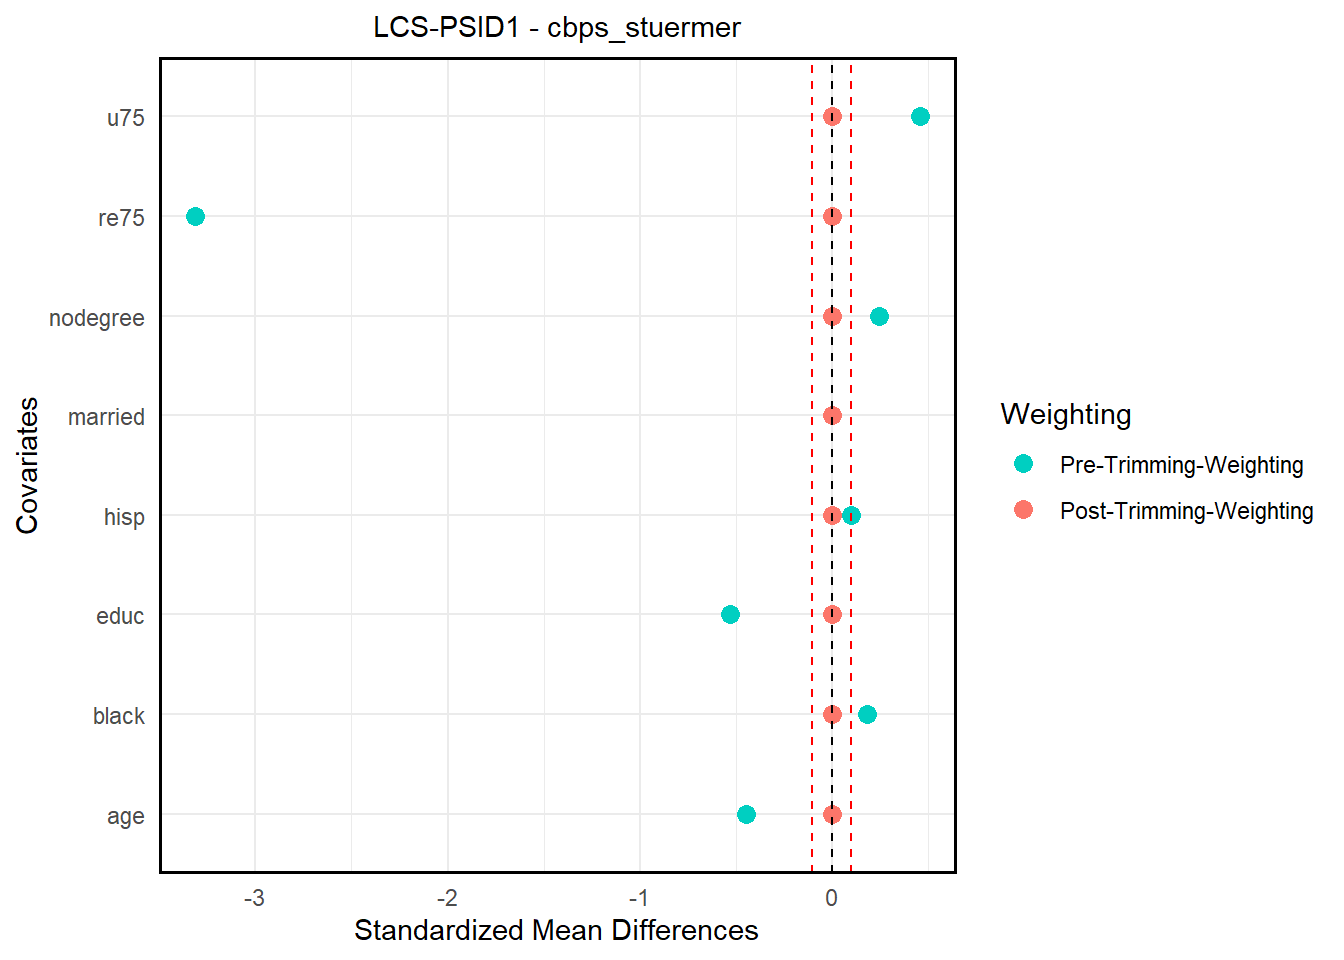 LCS-PSID1 - cbps_stuermer
u75
re75
nodegree
married
hisp
educ
black
age
Covariates
-3 -2 -1 0
Standardized Mean Differences
Weighting
Pre-Trimming-Weighting
Post-Trimming-Weighting